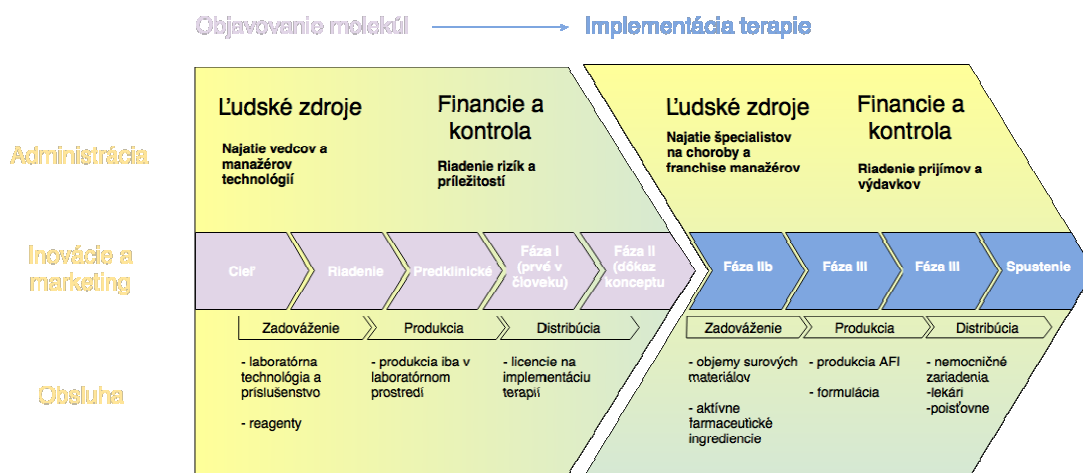 Objavovanie molekúl
Implementácia terapie
Administrácia
Ľudské zdroje
Najatie vedcov a
manažérov
technológií
Financie a
kontrola
Riadenie rizík a
príležitostí
Ľudské zdroje
Najatie špecialistov
na choroby a
franchise manažérov
Financie a
kontrola
Riadenie prijímov a
výdavkov
Inovácie a
marketing
Cieľ
Riadenie
Predklinické
Fáza I
(prvé v
človeku)
Fáza II
(dôkaz
konceptu
Fáza IIb
Fáza III
Fáza III
Spustenie
Obsluha
Zadováženie
Produkcia
Distribúcia
- laboratórna
technológia a
príslušenstvo
- reagenty
- produkcia iba v
laboratórnom
prostredí
- licencie na
implementáciu
terapií
Zadováženie
Produkcia
Distribúcia
- objemy surových
materiálov
- aktívne
farmaceutické
ingrediencie
- produkcia AFI
- formulácia
- nemocničné
zariadenia
-lekári
-poisťovne